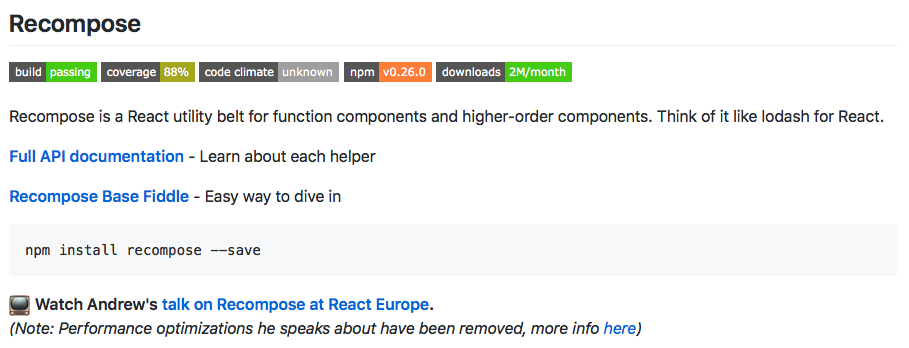 Recompose
build passing coverage 88% code climate unknown npm v0.26.0 downloads 2M/month
Recompose is a React utility belt for function components and higher-order components. Think of it like lodash for React.
Full API documentation - Learn about each helper
Recompose Base Fiddle - Easy way to dive in
npm install recompose --save
Watch Andrew's talk on Recompose at React Europe.
(Note: Performance optimizations he speaks about have been removed, more info here)